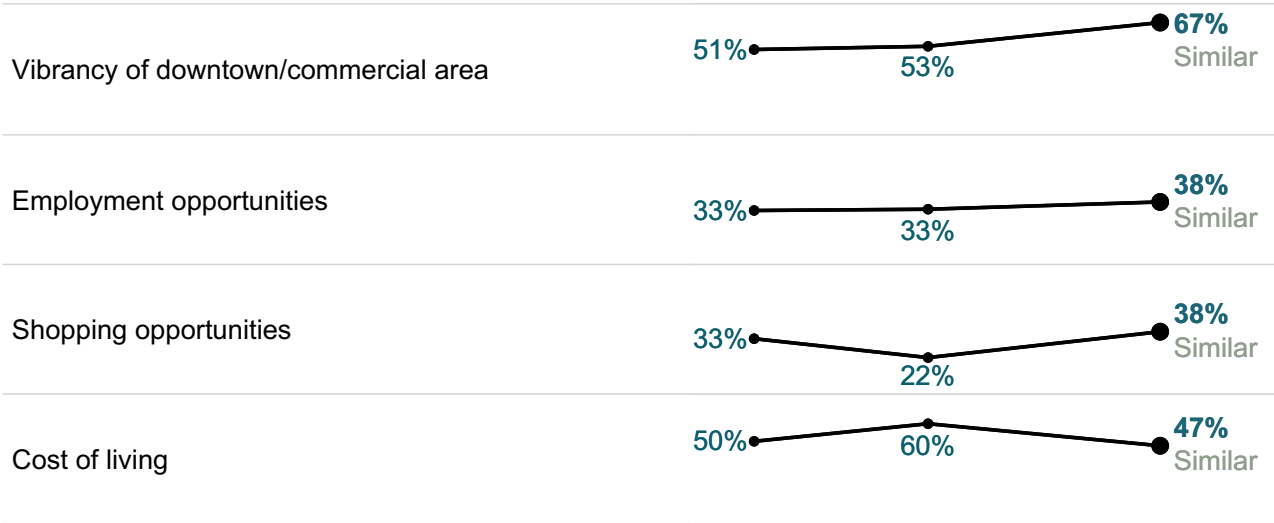 Vibrancy of downtown/commercial area
51%
53%
67%
Similar
Employment opportunities
33%
33%
38%
Similar
Shopping opportunities
33%
22%
38%
Similar
Cost of living
50%
60%
47%
Similar